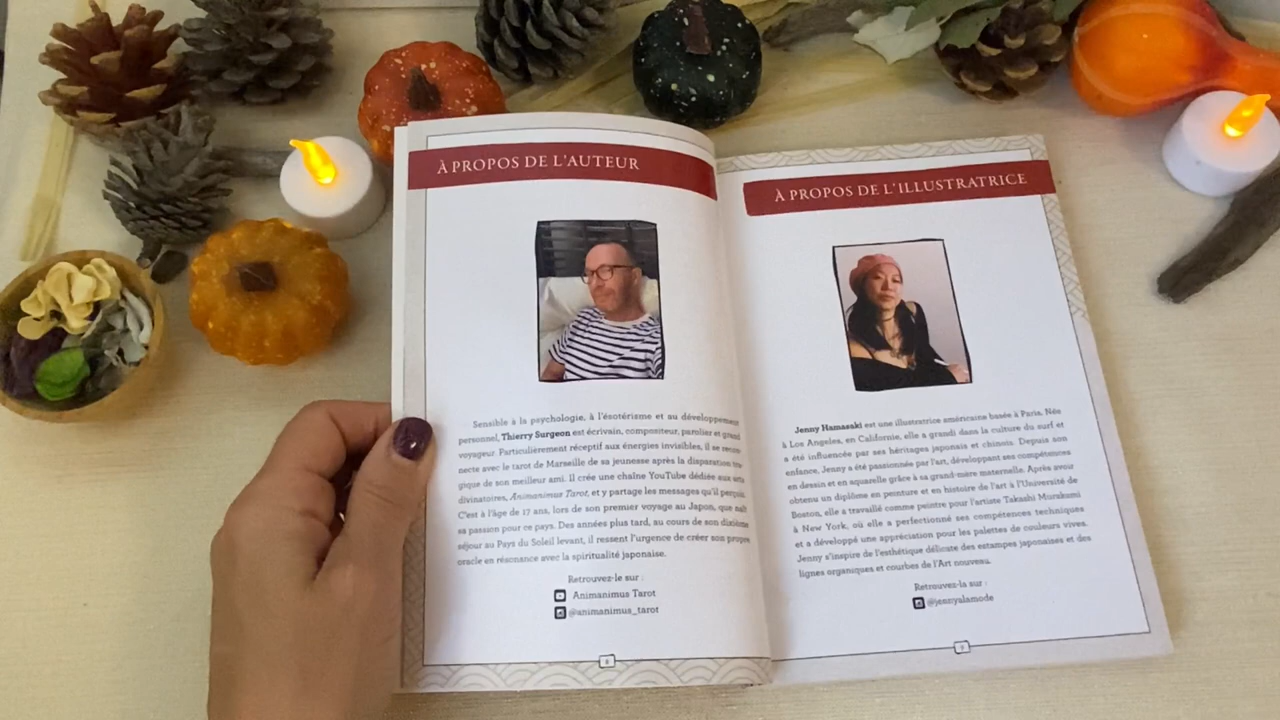 À PROPOS DE L'AUTEUR
Sensible à la psychologie, à l'ésotérisme et au développement
personnel, Thierry Surgeon est écrivain, compositeur, parolier et grand
voyageur. Particulièrement réceptif aux énergies invisibles, il se recon-
necte avec le tarot de Marseille de sa jeunesse après la disparition tra-
gique de son meilleur ami. Il crée une chaîne YouTube dédiée aux arts
divinatoires, Animanimus Tarot, et y partage les messages qu'il perçoit.
C'est à l'âge de 17 ans, lors de son premier voyage au Japon, que naît
sa passion pour ce pays. Des années plus tard, au cours de son dixième
séjour au Pays du Soleil levant, il ressent l'urgence de créer son propre
oracle en résonance avec la spiritualité japonaise.
Retrouvez-le sur :
Animanimus Tarot
@animanimus_tarot
8
À PROPOS DE L'ILLUSTRATRICE
Jenny Hamasaki est une illustratrice américaine basée à Paris. Née
à Los Angeles, en Californie, elle a grandi dans la culture du surf et
a été influencée par ses héritages japonais et chinois. Depuis son
enfance, Jenny a été passionnée par l'art, développant ses compétences
en dessin et en aquarelle grâce à sa grand-mère maternelle. Après avoir
obtenu un diplôme en peinture et en histoire de l'art à l'Université de
Boston, elle a travaillé comme peintre pour l'artiste Takashi Murakami
à New York, où elle a perfectionné ses compétences techniques
et a développé une appréciation pour les palettes de couleurs vives.
Jenny s'inspire de l'esthétique délicate des estampes japonaises et des
lignes organiques et courbes de l'Art nouveau.
Retrouvez-la sur :
@jennyalamode
9